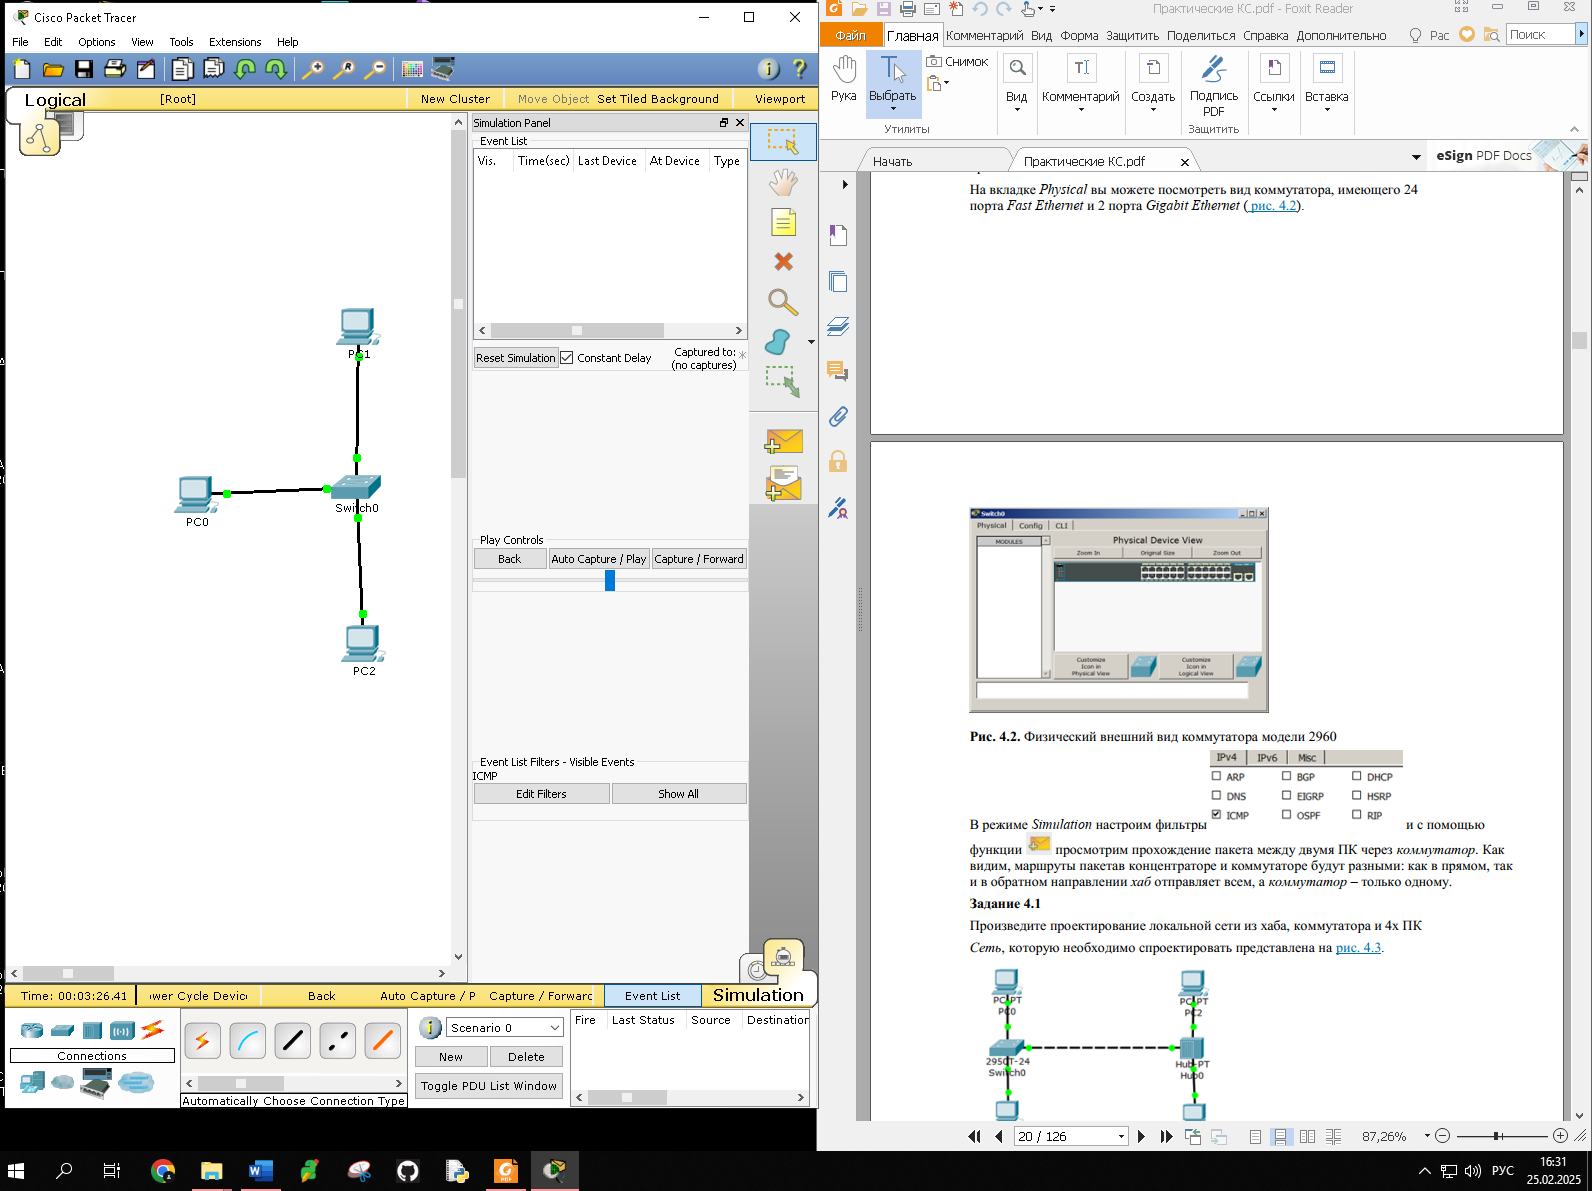 Cisco Packet Tracer
File Edit Options View Tools Extensions Help
Logical [Root] New Cluster Move Object Set Tiled Background Viewport
PC1
PC0
Switch0
PC2
Simulation Panel
Event List
Vis. Time(sec) Last Device At Device Type
Reset Simulation Constant Delay Captured to:
(no captures)
Play Controls
Back Auto Capture / Play Capture / Forward
Event List Filters - Visible Events
ICMP
Edit Filters Show All
Time: 00:03:26.41 ower Cycle Device Back Auto Capture / P Capture / Forward Event List Simulation
Connections
Automatically Choose Connection Type
Scenario 0
New Delete
Toggle PDU List Window
Fire Last Status Source Destination
Практические КС.pdf - Foxit Reader
Файл Главная Комментарий Вид Форма Защитить Поделиться Справка Дополнительно Рас Поиск
Рука Выбрать Снимок Вид Комментарий Создать Подпись PDF Ссылки Вставка
Утилиты Защитить
Начать Практические КС.pdf eSign PDF Docs
На вкладке Physical вы можете посмотреть вид коммутатора, имеющего 24
порта Fast Ethernet и 2 порта Gigabit Ethernet ( рис. 4.2).
Switch0
Physical Config CLI
MODULES Physical Device View
Zoom In Original Size Zoom Out
Customize Icon in Physical View Customize Icon in Logical View
Рис. 4.2. Физический внешний вид коммутатора модели 2960
IPv4 IPv6 Misc
ARP BGP DHCP
DNS EIGRP HSRP
ICMP OSPF RIP
В режиме Simulation настроим фильтры и с помощью
функции просмотрим прохождение пакета между двумя ПК через коммутатор. Как
видим, маршруты пакетав концентраторе и коммутаторе будут разными: как в прямом, так
и в обратном направлении хаб отправляет всем, а коммутатор – только одному.
Задание 4.1
Произведите проектирование локальной сети из хаба, коммутатора и 4х ПК
Сеть, которую необходимо спроектировать представлена на рис. 4.3.
PC-PT
PC0
PC-PT
PC2
2950T-24
Switch0
Hub-PT
Hub0
20 / 126 87,26%
РУС
16:31
25.02.2025